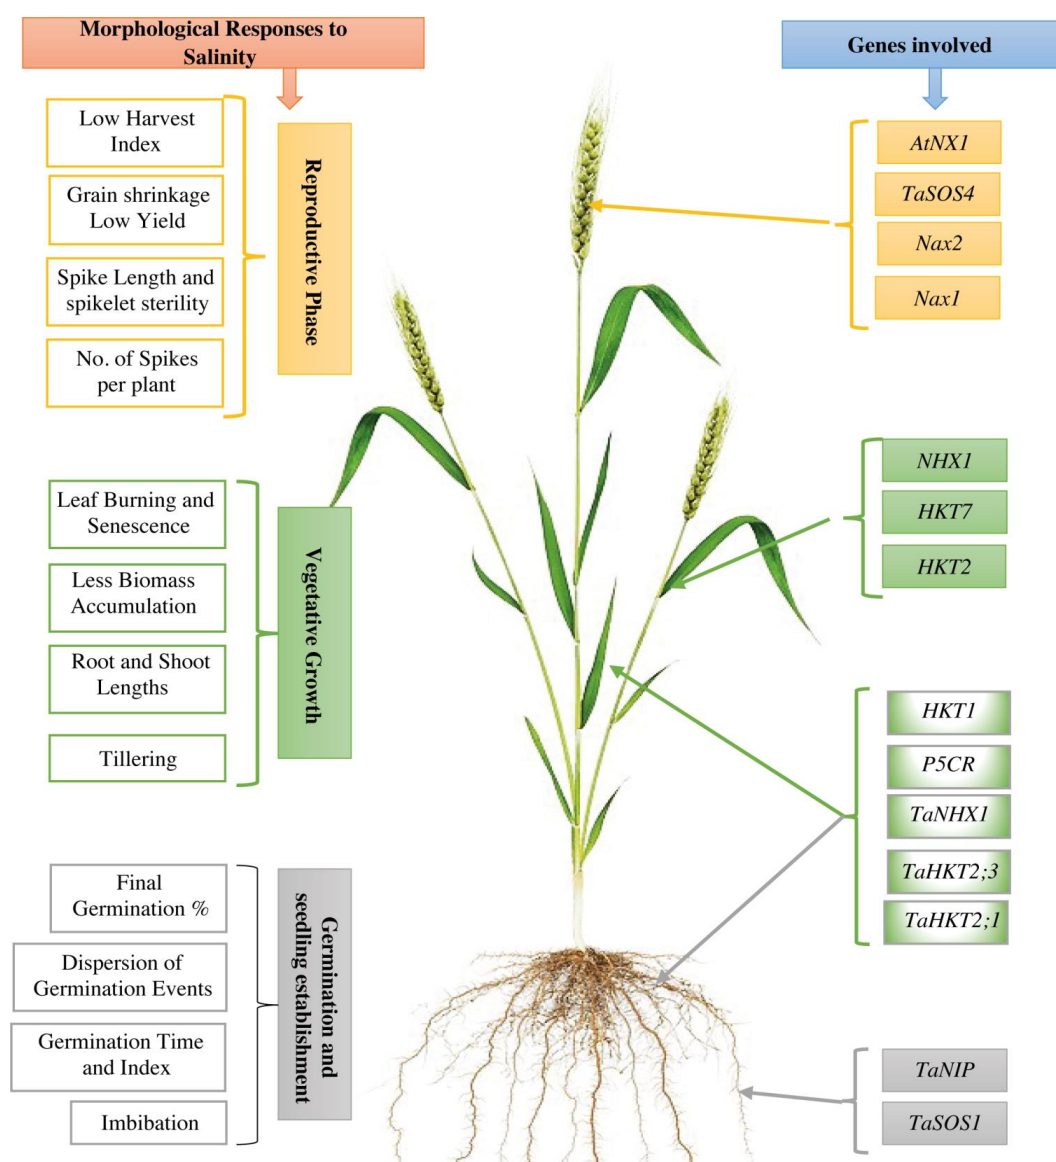 Morphological Responses to
Salinity
Genes involved
Low Harvest
Index
Grain shrinkage
Low Yield
Spike Length and
spikelet sterility
No. of Spikes
per plant
Reproductive Phase
AtNX1
TaSOS4
Nax2
Nax1
Leaf Burning and
Senescence
Less Biomass
Accumulation
Root and Shoot
Lengths
Tillering
Vegetative Growth
NHX1
HKT7
HKT2
HKT1
P5CR
TaNHX1
TaHKT2;3
TaHKT2;1
Final
Germination %
Dispersion of
Germination Events
Germination Time
and Index
Imbibation
Germination and
seedling establishment
TaNIP
TaSOS1